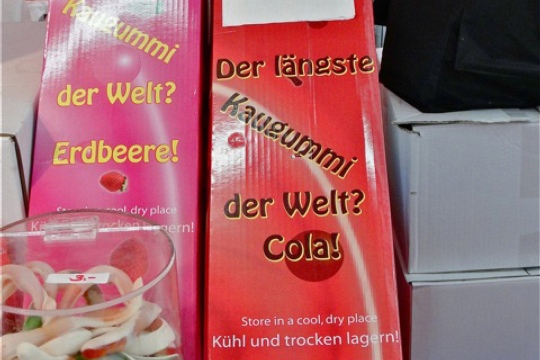 Kaugummi
der Welt?
Erdbeere!
Store in a cool, dry place
Kühl und trocken lagern!
3.-
Der längste
Kaugummi
der Welt?
Cola!
Store in a cool, dry place
Kühl und trocken lagern!